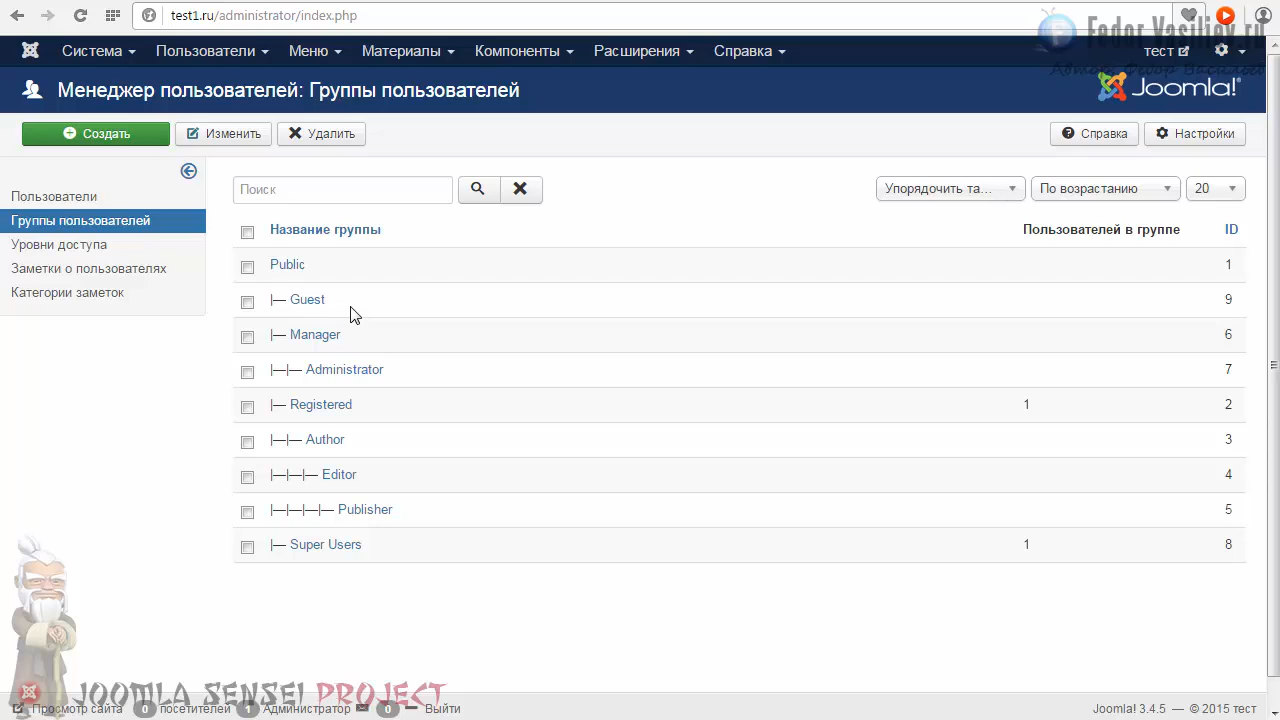 test1.ru/administrator/index.php
Fedor Vasiliev.ru
Автор: Федор Васильев
Система Пользователи Меню Материалы Компоненты Расширения Справка тест
Менеджер пользователей: Группы пользователей Joomla!
Создать Изменить Удалить Справка Настройки
Пользователи
Группы пользователей
Уровни доступа
Заметки о пользователях
Категории заметок
Поиск Упорядочить та... По возрастанию 20
Название группы Пользователей в группе ID
Public 1
|— Guest 9
|— Manager 6
|—|— Administrator 7
|— Registered 1 2
|—|— Author 3
|—|—|— Editor 4
|—|—|—|— Publisher 5
|— Super Users 1 8
JOOMLA SENSEI PROJECT
Просмотр сайта 0 посетителей 1 Администратор 0 Выйти Joomla! 3.4.5 — © 2015 тест